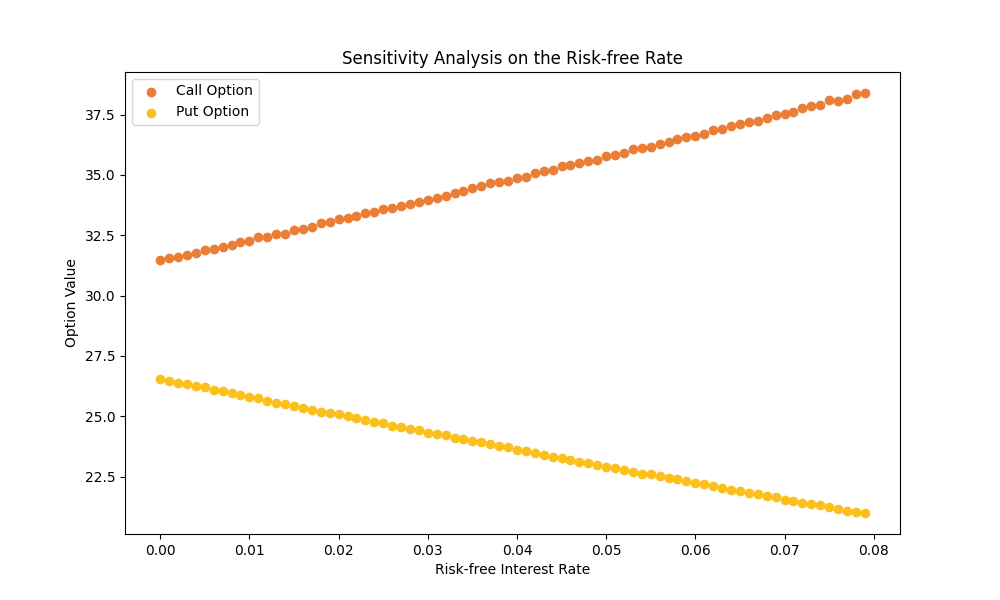 Sensitivity Analysis on the Risk-free Rate
Call Option
Put Option
Option Value
37.5
35.0
32.5
30.0
27.5
25.0
22.5
0.00 0.01 0.02 0.03 0.04 0.05 0.06 0.07 0.08
Risk-free Interest Rate